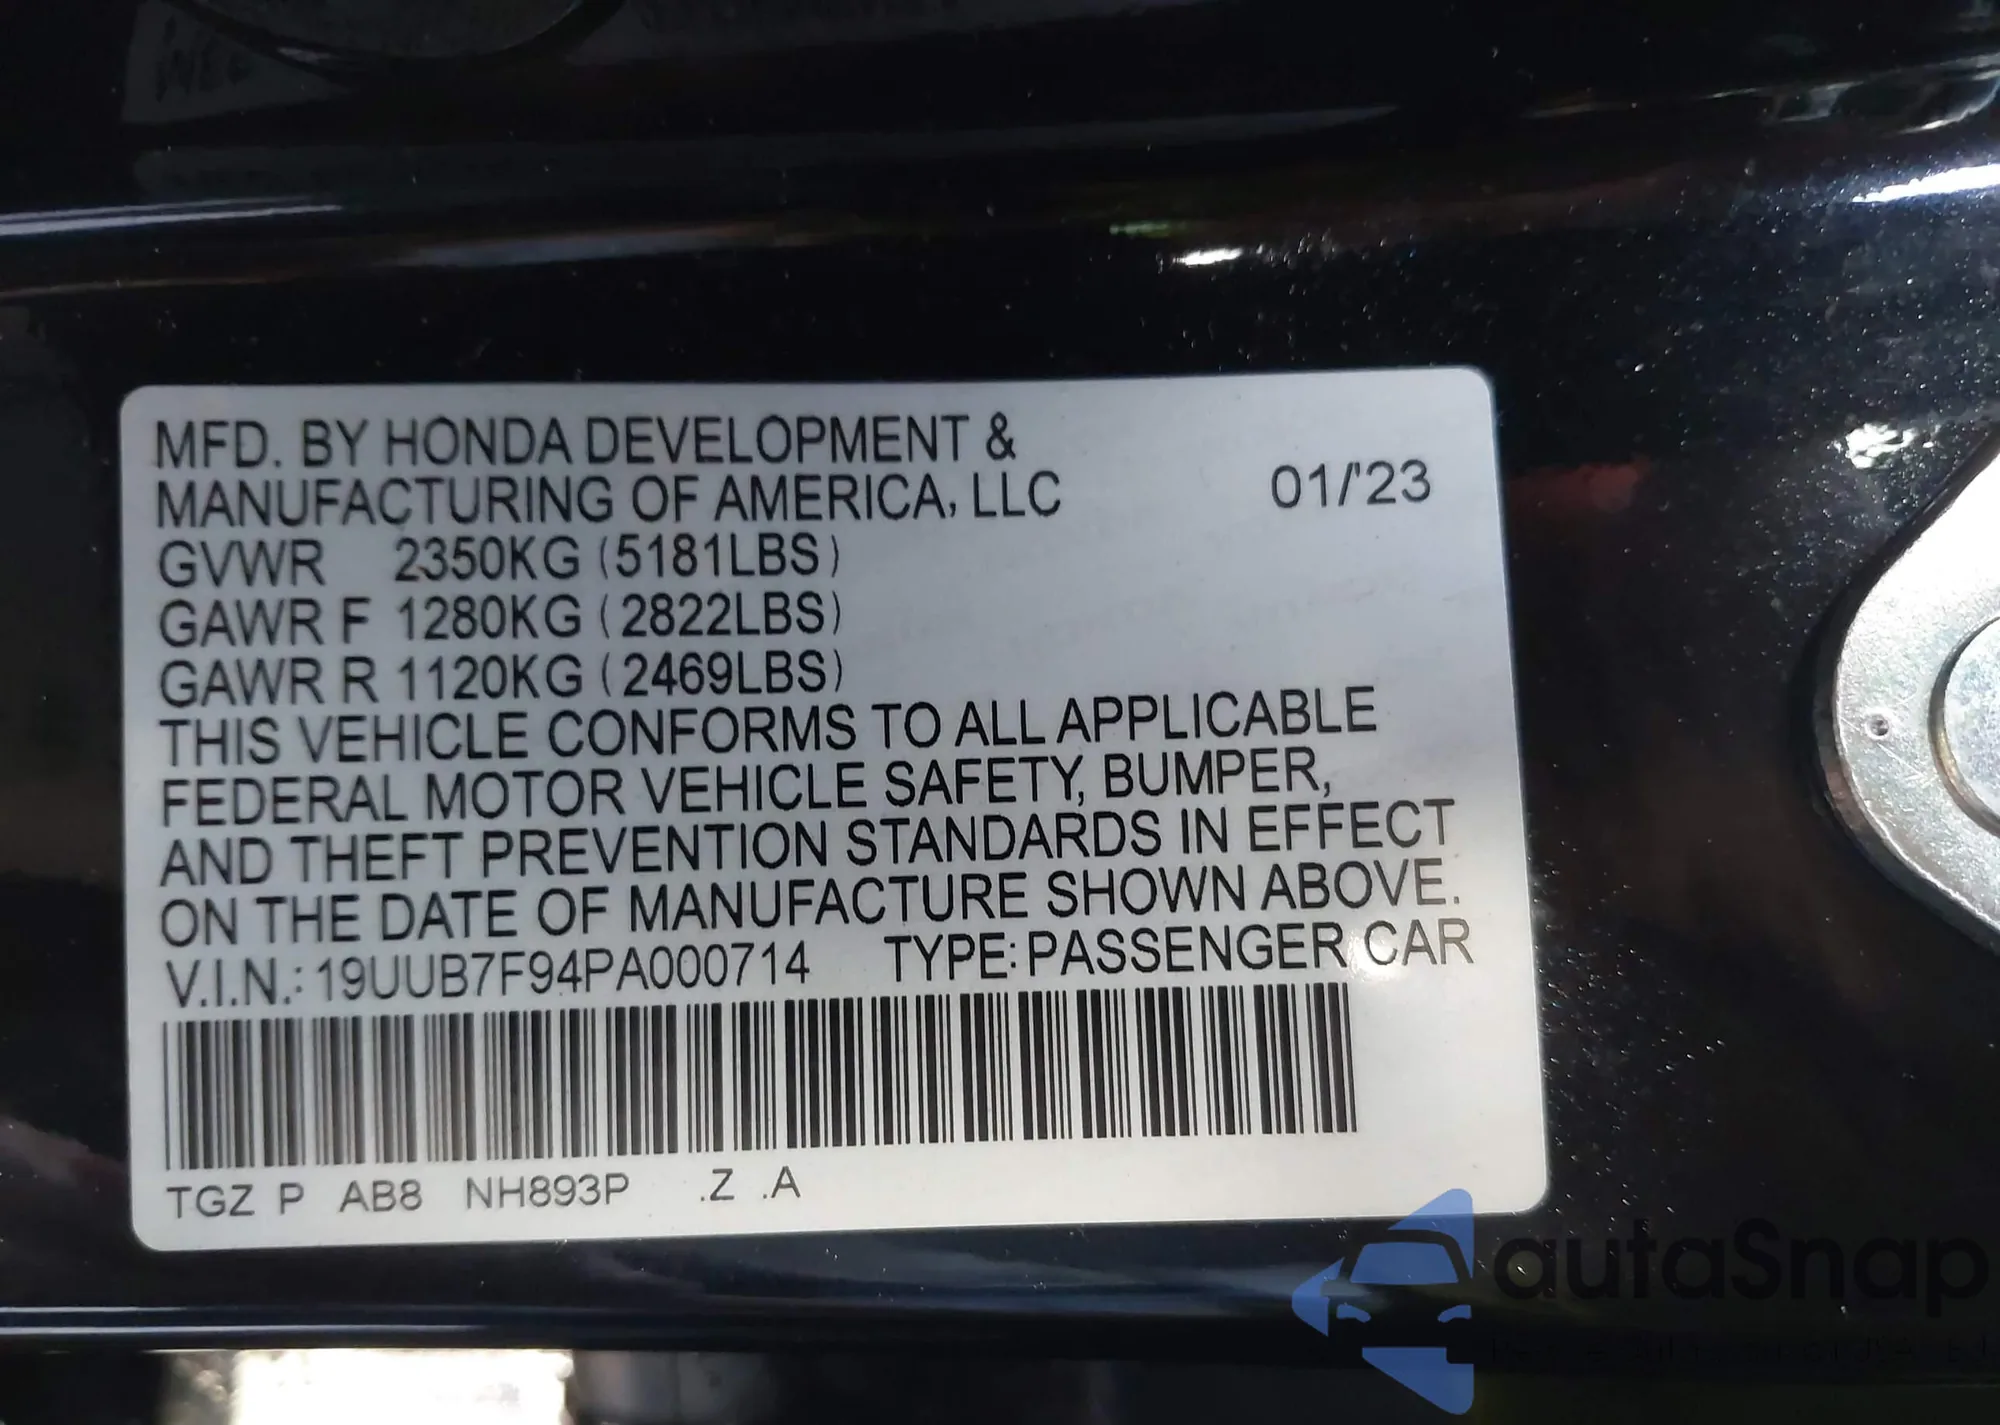 MFD. BY HONDA DEVELOPMENT &
MANUFACTURING OF AMERICA, LLC 01/'23
GVWR 2350KG (5181LBS)
GAWR F 1280KG (2822LBS)
GAWR R 1120KG (2469LBS)
THIS VEHICLE CONFORMS TO ALL APPLICABLE
FEDERAL MOTOR VEHICLE SAFETY, BUMPER,
AND THEFT PREVENTION STANDARDS IN EFFECT
ON THE DATE OF MANUFACTURE SHOWN ABOVE.
V.I.N.: 19UUB7F94PA000714 TYPE: PASSENGER CAR
TGZ P AB8 NH893P .Z .A
autaSnap